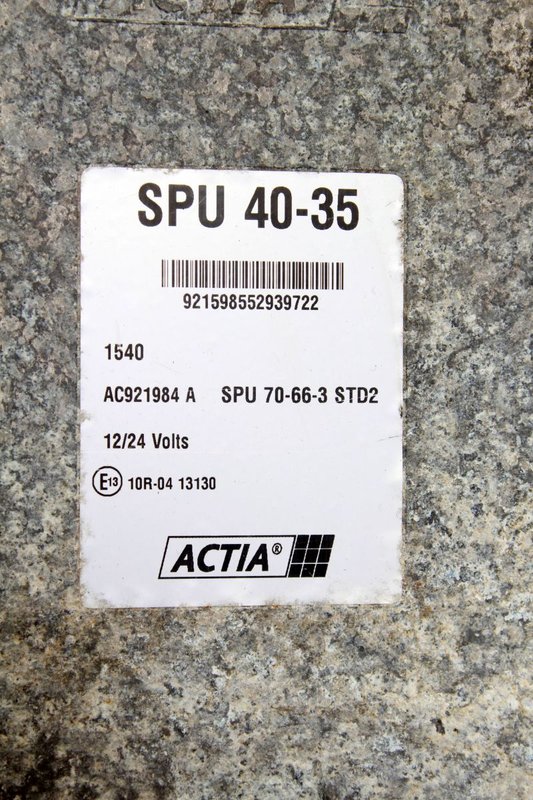 SPU 40-35
921598552939722
1540
AC921984 A SPU 70-66-3 STD2
12/24 Volts
E13 10R-04 13130
ACTIA®